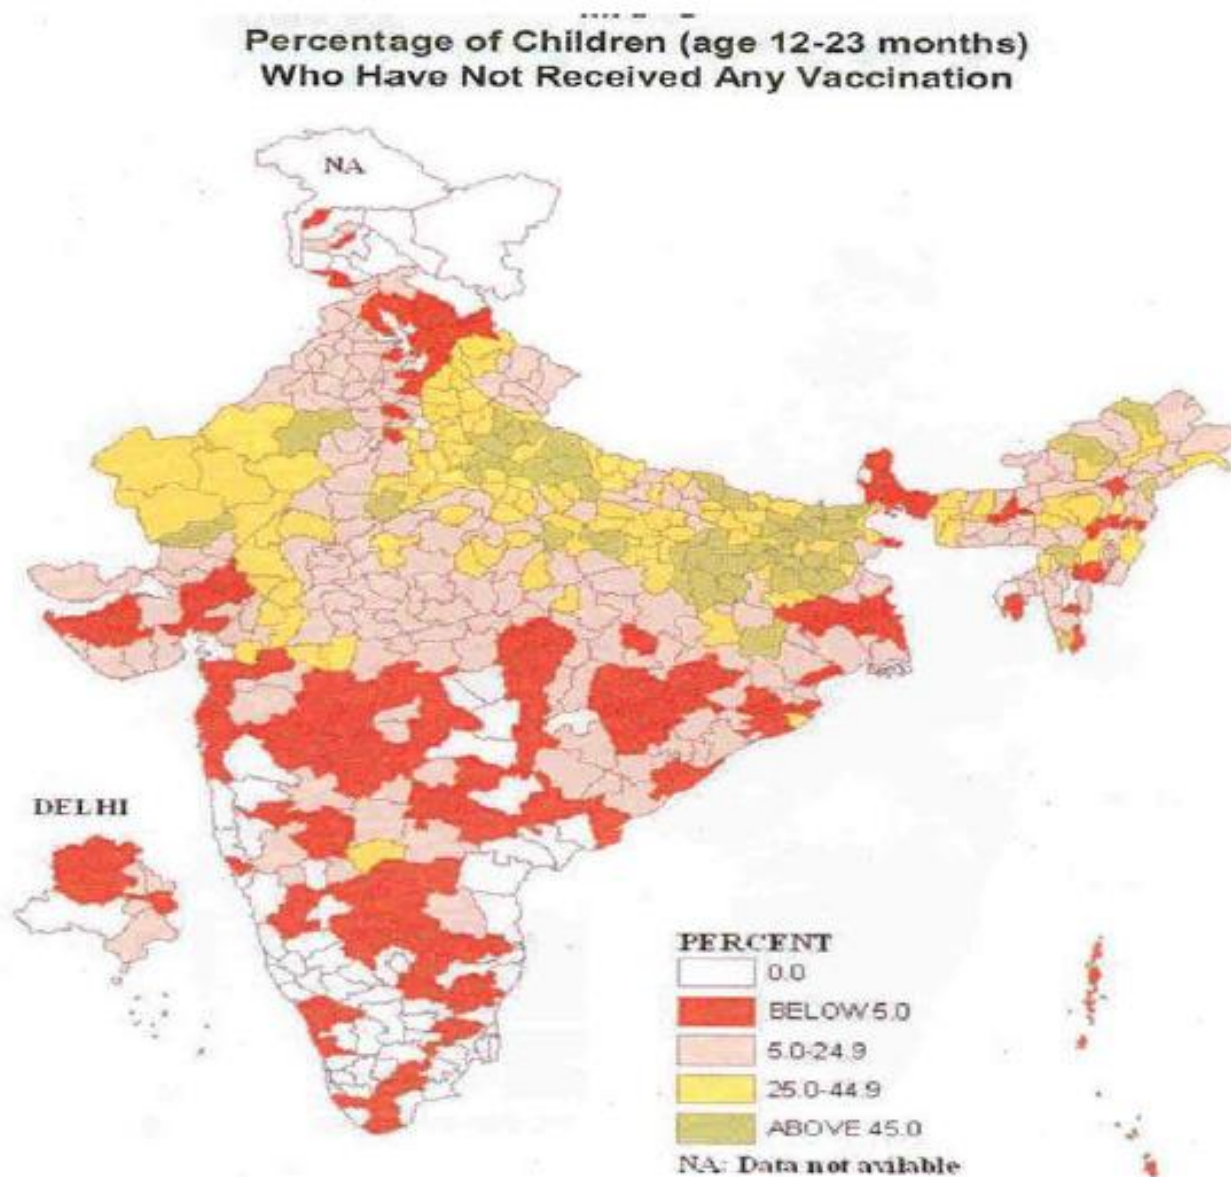 Percentage of Children (age 12-23 months)
Who Have Not Received Any Vaccination
NA
DELHI
PERCENT
0.0
BELOW 5.0
5.0-24.9
25.0-44.9
ABOVE 45.0
NA: Data not avilable